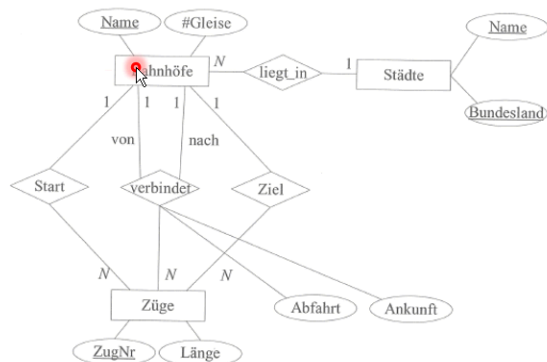 Name
#Gleise
Name
ahnhöfe
N
liegt_in
1
Städte
1
1
1
1
Bundesland
von
nach
Start
verbindet
Ziel
N
N
N
Züge
Abfahrt
Ankunft
ZugNr
Länge